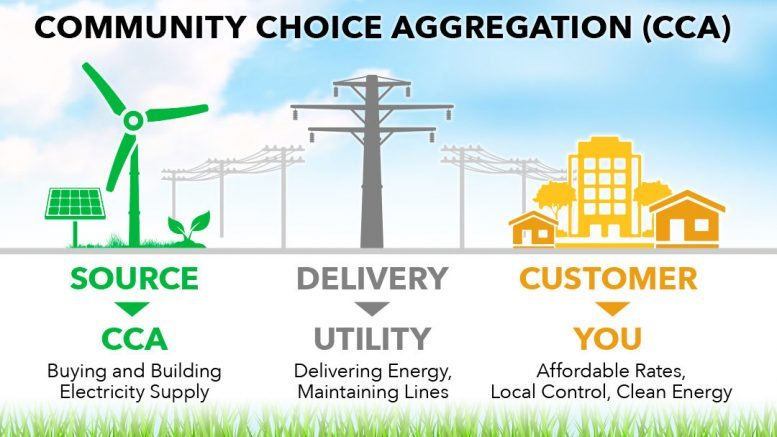 COMMUNITY CHOICE AGGREGATION (CCA)
SOURCE
CCA
Buying and Building
Electricity Supply
DELIVERY
UTILITY
Delivering Energy,
Maintaining Lines
CUSTOMER
YOU
Affordable Rates,
Local Control, Clean Energy